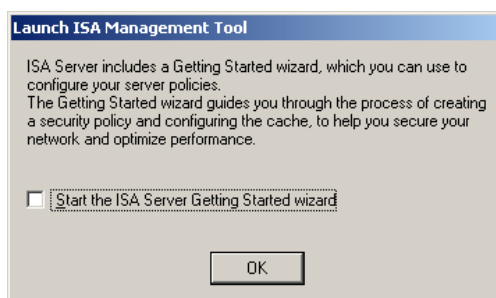 Launch ISA Management Tool
ISA Server includes a Getting Started wizard, which you can use to
configure your server policies.
The Getting Started wizard guides you through the process of creating
a security policy and configuring the cache, to help you secure your
network and optimize performance.
Start the ISA Server Getting Started wizard
OK